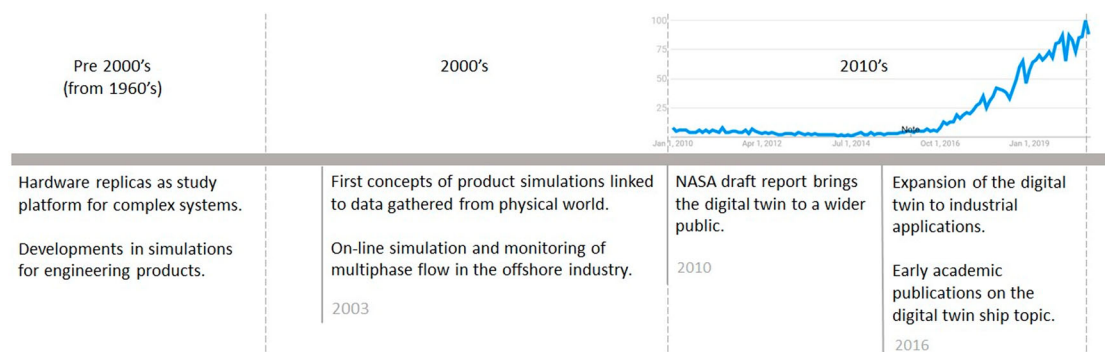 Pre 2000's
(from 1960's)
2000's
2010's
100
75
50
25
Note
Jan 1, 2010
Apr 1, 2012
Jul 1, 2014
Oct 1, 2016
Jan 1, 2019
Hardware replicas as study
platform for complex systems.
Developments in simulations
for engineering products.
First concepts of product simulations linked
to data gathered from physical world.
On-line simulation and monitoring of
multiphase flow in the offshore industry.
2003
NASA draft report brings
the digital twin to a wider
public.
2010
Expansion of the digital
twin to industrial
applications.
Early academic
publications on the
digital twin ship topic.
2016